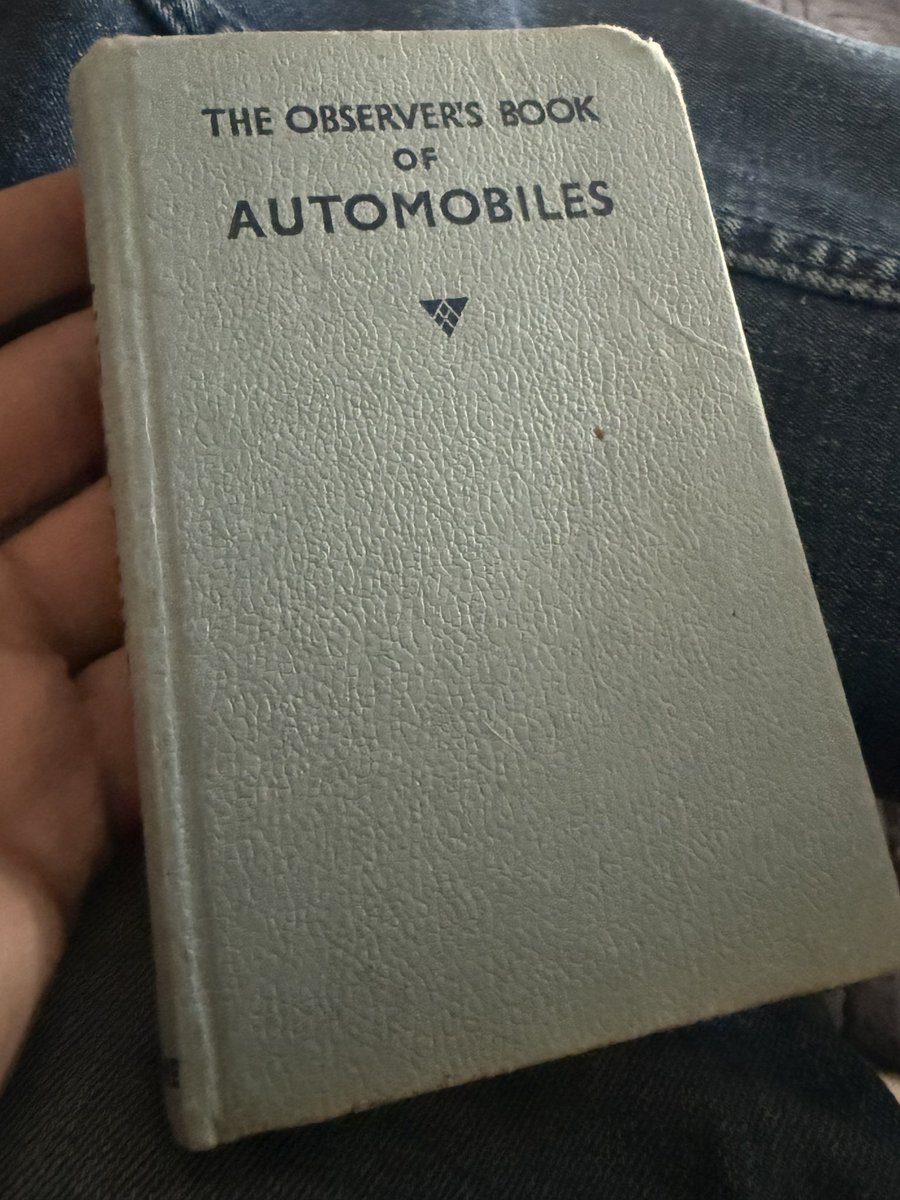 THE OBSERVER'S BOOK
OF
AUTOMOBILES